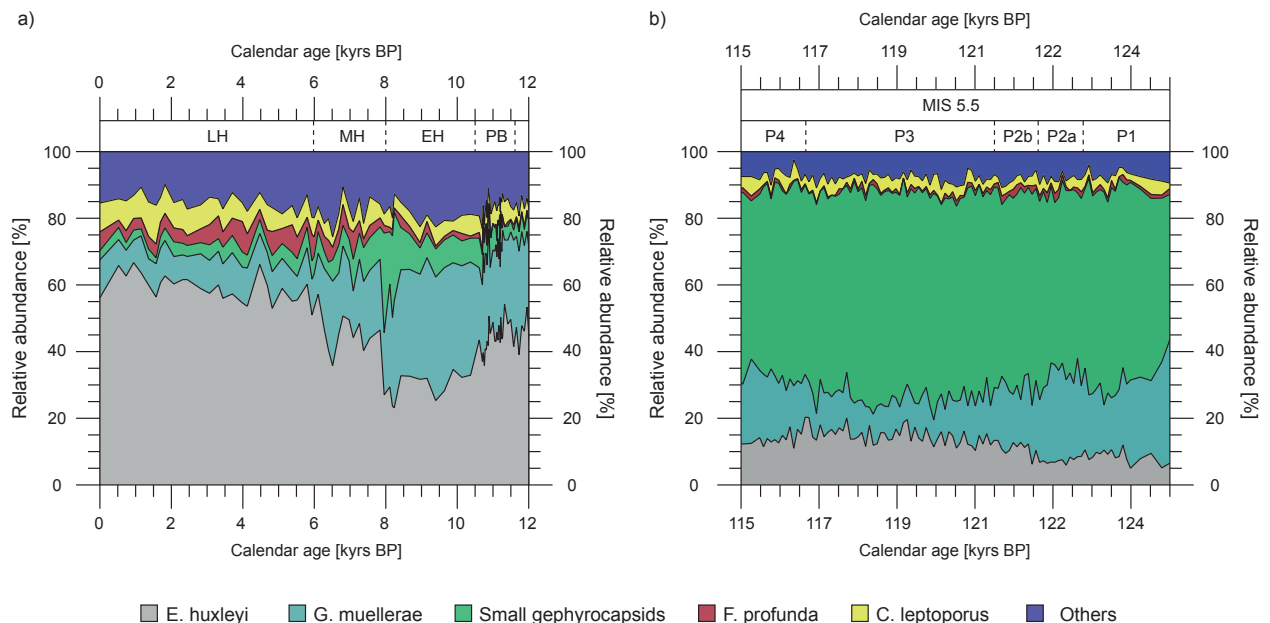 a)
Calendar age [kyrs BP]
0 2 4 6 8 10 12
LH MH EH PB
100 100
80 80
60 60
40 40
20 20
0 0
Relative abundance [%]
Relative abundance [%]
0 2 4 6 8 10 12
Calendar age [kyrs BP]
b)
Calendar age [kyrs BP]
115 117 119 121 122 124
MIS 5.5
P4 P3 P2b P2a P1
100 100
80 80
60 60
40 40
20 20
0 0
Relative abundance [%]
Relative abundance [%]
115 117 119 121 122 124
Calendar age [kyrs BP]
E. huxleyi G. muellerae Small gephyrocapsids F. profunda C. leptoporus Others